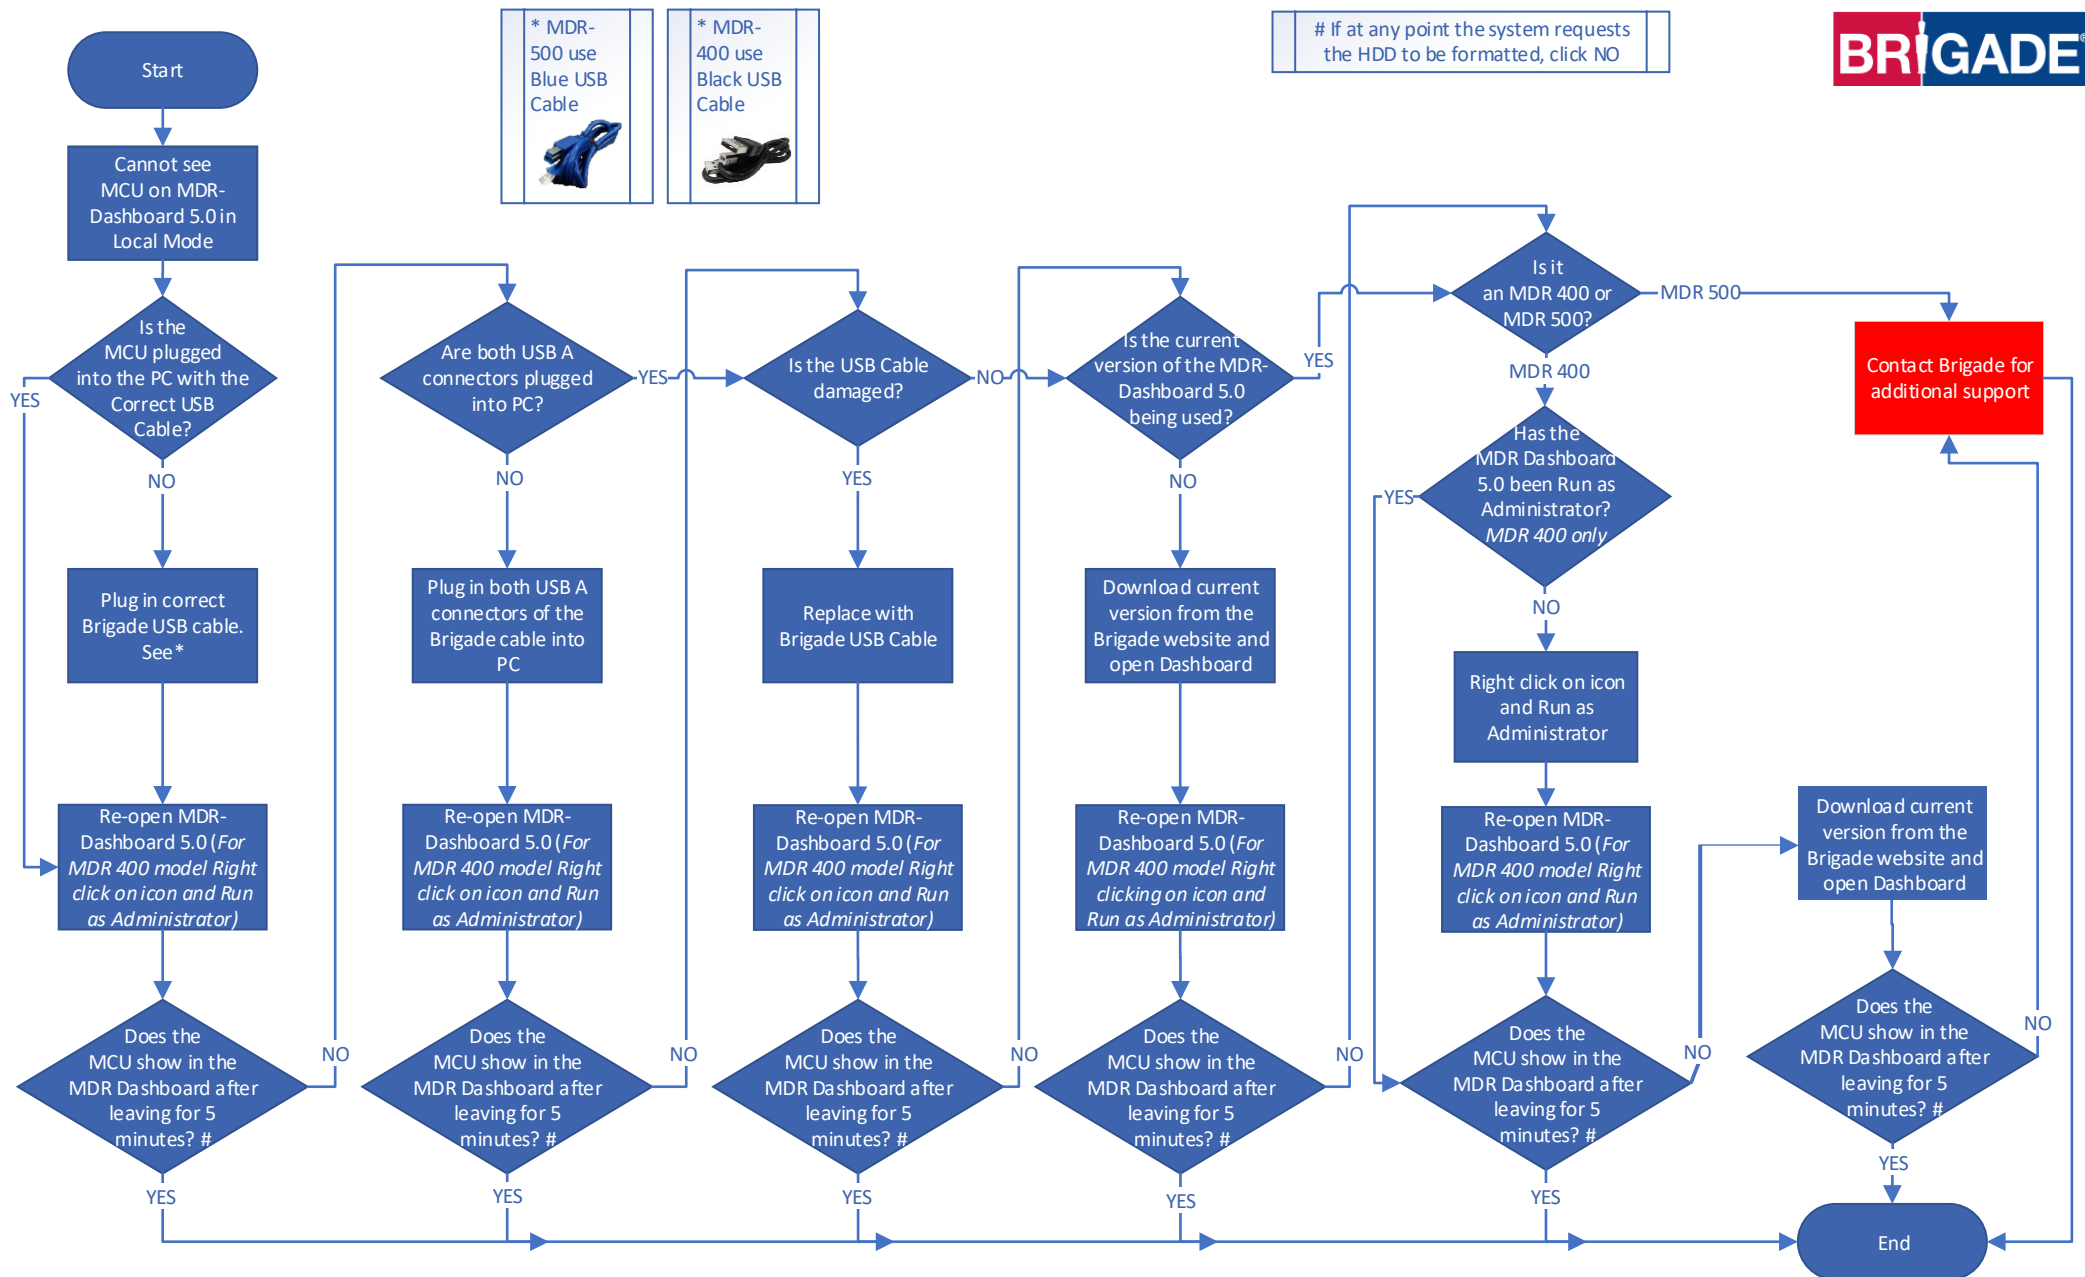 * MDR-
500 use
Blue USB
Cable
* MDR-
400 use
Black USB
Cable
# If at any point the system requests
the HDD to be formatted, click NO
BRIGADE®
Start
Cannot see
MCU on MDR-
Dashboard 5.0 in
Local Mode
Is the
MCU plugged
into the PC with the
Correct USB
Cable?
YES
NO
Plug in correct
Brigade USB cable.
See*
Re-open MDR-
Dashboard 5.0 (For
MDR 400 model Right
click on icon and Run
as Administrator)
Does the
MCU show in the
MDR Dashboard after
leaving for 5
minutes? #
NO
YES
Are both USB A
connectors plugged
into PC?
YES
NO
Plug in both USB A
connectors of the
Brigade cable into
PC
Re-open MDR-
Dashboard 5.0 (For
MDR 400 model Right
click on icon and Run
as Administrator)
Does the
MCU show in the
MDR Dashboard after
leaving for 5
minutes? #
NO
YES
Is the USB Cable
damaged?
NO
YES
Replace with
Brigade USB Cable
Re-open MDR-
Dashboard 5.0 (For
MDR 400 model Right
click on icon and Run
as Administrator)
Does the
MCU show in the
MDR Dashboard after
leaving for 5
minutes? #
NO
YES
Is the current
version of the MDR-
Dashboard 5.0
being used?
YES
NO
Download current
version from the
Brigade website and
open Dashboard
Re-open MDR-
Dashboard 5.0 (For
MDR 400 model Right
clicking on icon and
Run as Administrator)
Does the
MCU show in the
MDR Dashboard after
leaving for 5
minutes? #
NO
YES
Is it
an MDR 400 or
MDR 500?
MDR 500
MDR 400
Has the
MDR Dashboard
5.0 been Run as
Administrator?
MDR 400 only
YES
NO
Right click on icon
and Run as
Administrator
Re-open MDR-
Dashboard 5.0 (For
MDR 400 model Right
click on icon and Run
as Administrator)
Does the
MCU show in the
MDR Dashboard after
leaving for 5
minutes? #
NO
YES
Contact Brigade for
additional support
Download current
version from the
Brigade website and
open Dashboard
Does the
MCU show in the
MDR Dashboard after
leaving for 5
minutes? #
NO
YES
End